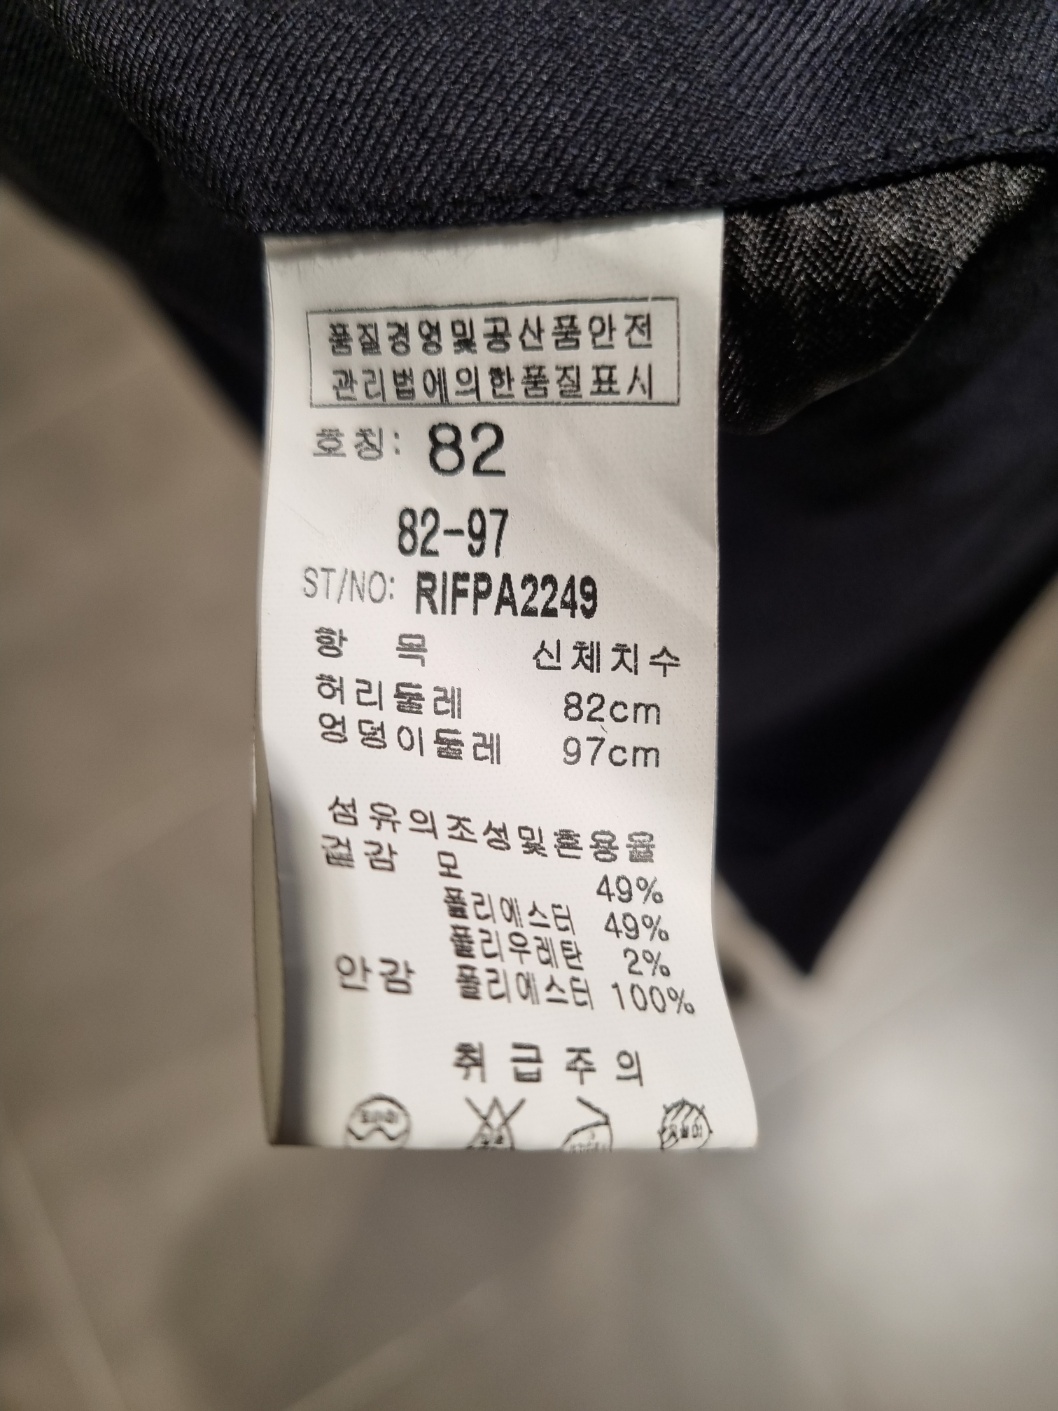 품질경영및공산품안전
관리법에의한품질표시
호칭: 82
82-97
ST/NO: RIFPA2249
항 목 신체치수
허리둘레 82cm
엉덩이둘레 97cm
섬유의조성및혼용율
겉감 모 49%
폴리에스터 49%
폴리우레탄 2%
안감 폴리에스터 100%
취급주의
드라이